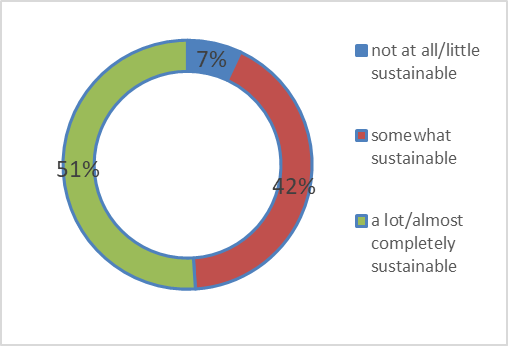 7%
42%
51%
not at all/little
sustainable
somewhat
sustainable
a lot/almost
completely
sustainable